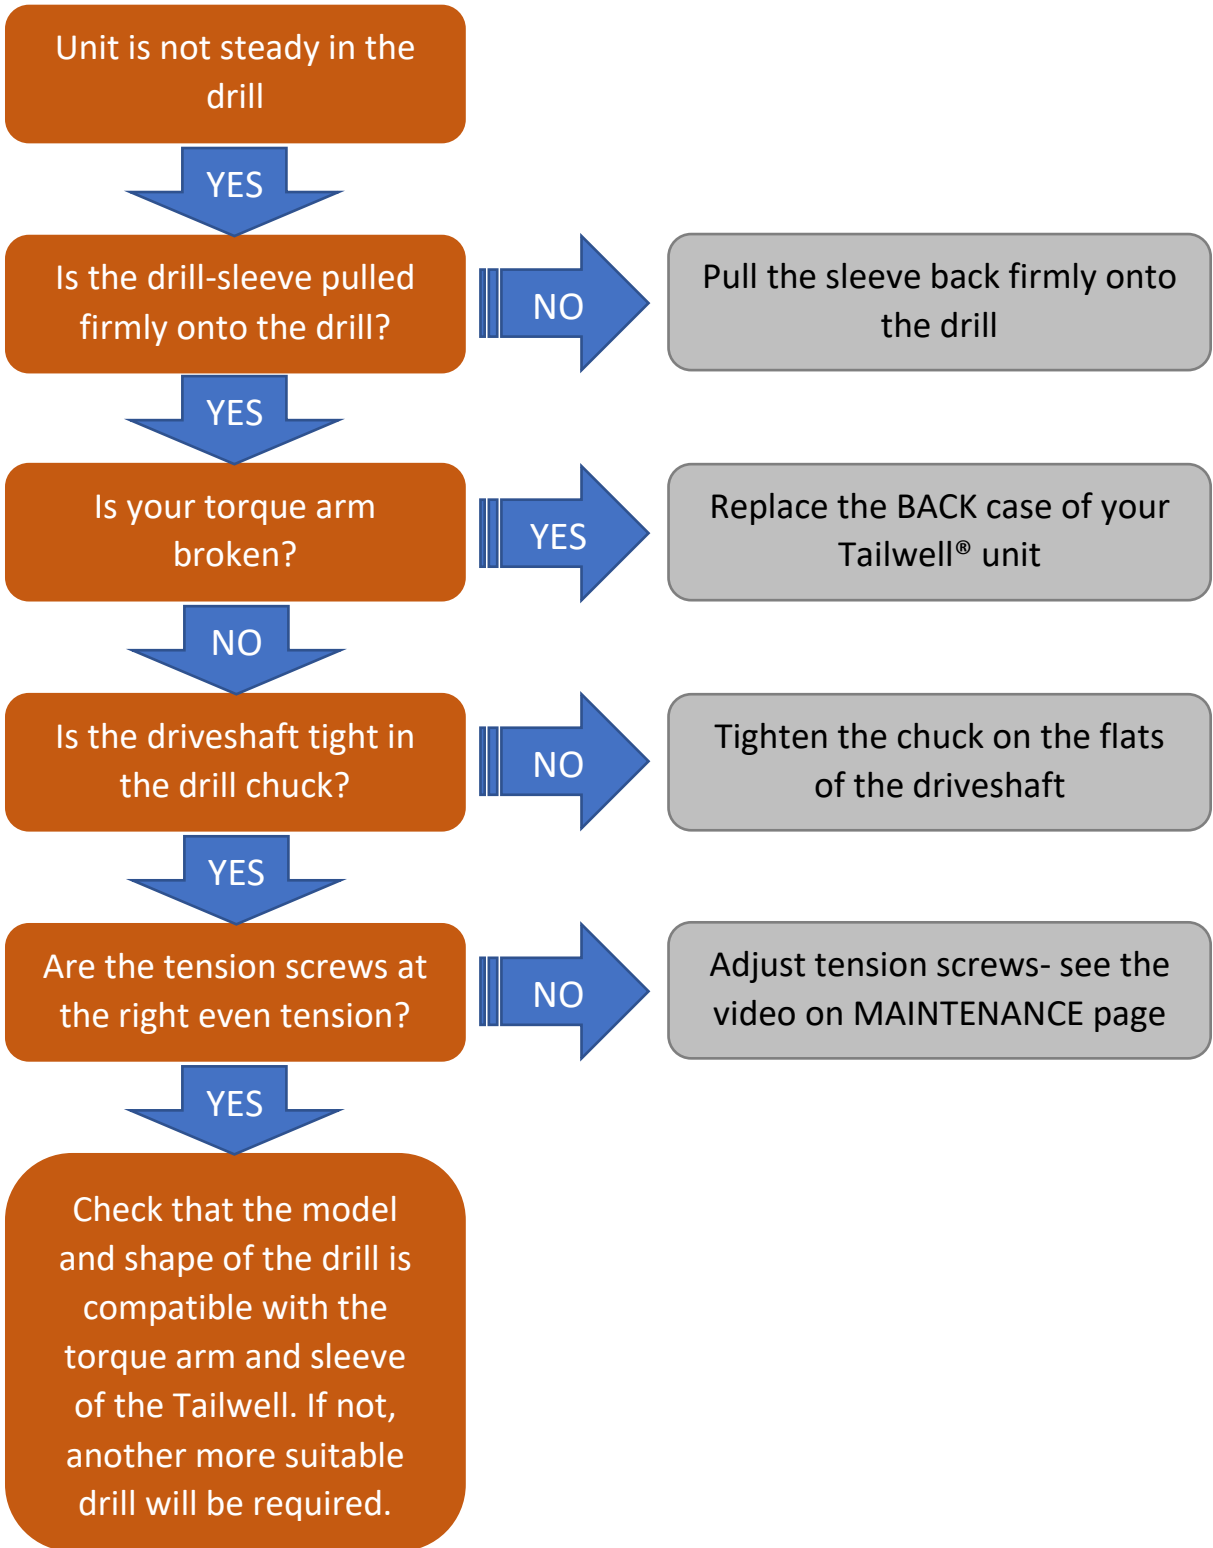 Unit is not steady in the
drill
YES
Is the drill-sleeve pulled
firmly onto the drill?
NO
Pull the sleeve back firmly onto
the drill
YES
Is your torque arm
broken?
YES
Replace the BACK case of your
Tailwell® unit
NO
Is the driveshaft tight in
the drill chuck?
NO
Tighten the chuck on the flats
of the driveshaft
YES
Are the tension screws at
the right even tension?
NO
Adjust tension screws- see the
video on MAINTENANCE page
YES
Check that the model
and shape of the drill is
compatible with the
torque arm and sleeve
of the Tailwell. If not,
another more suitable
drill will be required.